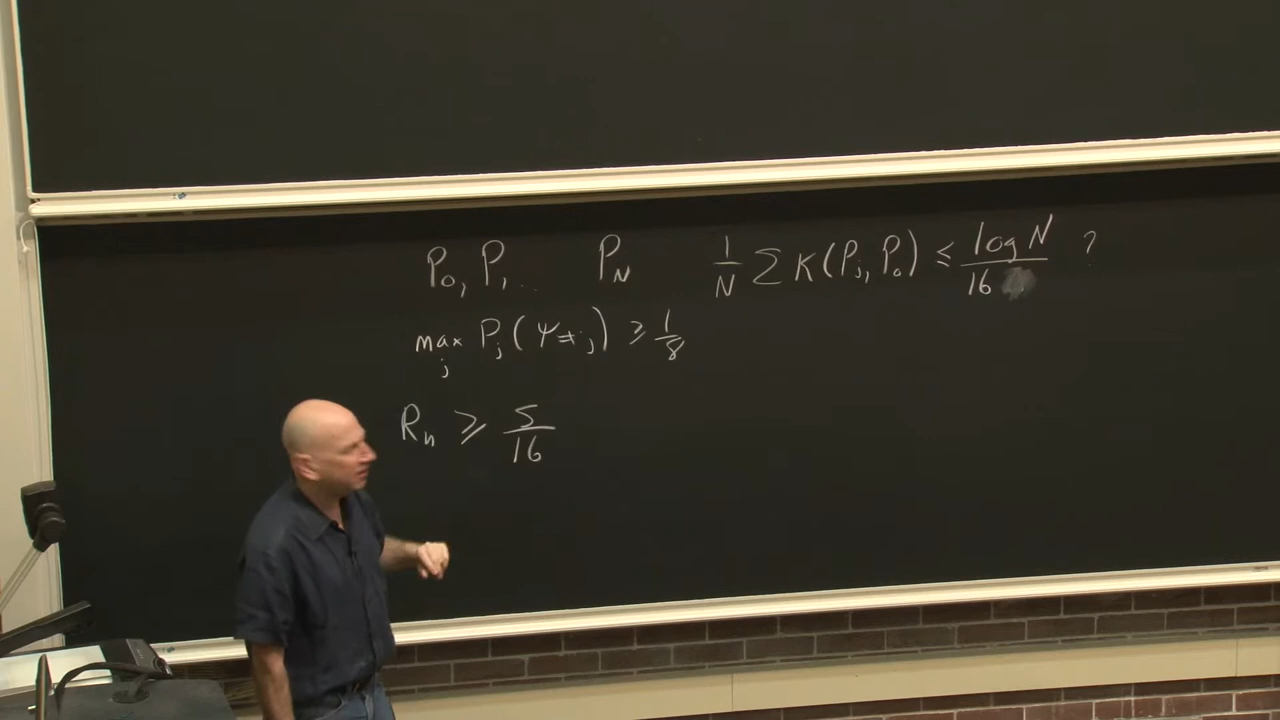 P₀, P₁... P_N   1/N Σ K(P_j, P₀) ≤ log N / 16 ?
max_j P_j(Ψ ≠ j) ≥ 1/8
R_n ≥ s/16